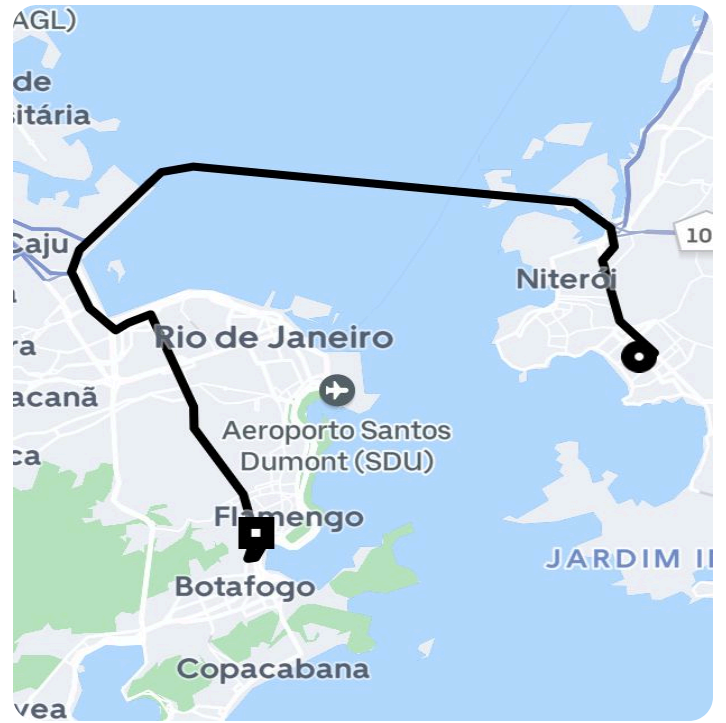 AGL)
de
sitária
Caju
10
Niterói
Rio de Janeiro
ra
acanã
Aeroporto Santos
Dumont (SDU)
ca
Flamengo
JARDIM I
Botafogo
Copacabana
vea